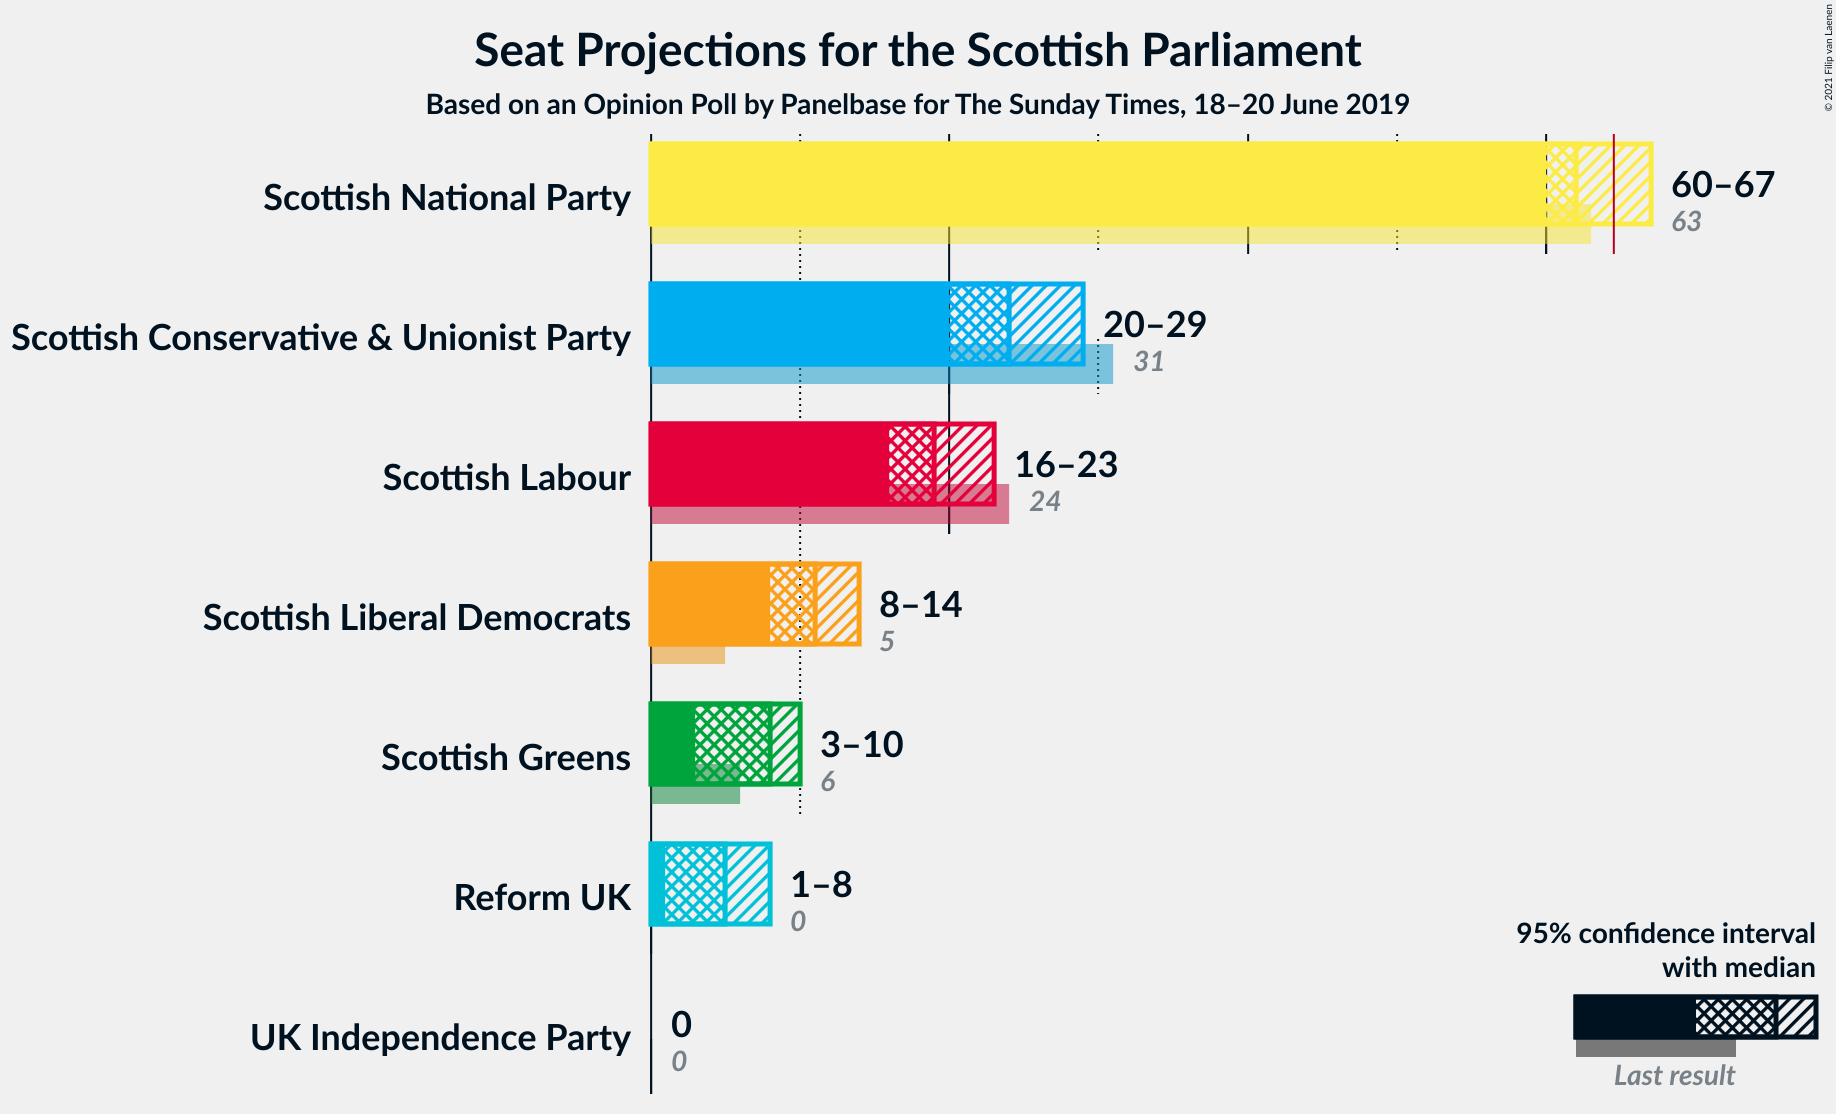 Seat Projections for the Scottish Parliament
Based on an Opinion Poll by Panelbase for The Sunday Times, 18–20 June 2019
© 2021 Filip van Laenen
Scottish National Party
60–67
63
Scottish Conservative & Unionist Party
20–29
31
Scottish Labour
16–23
24
Scottish Liberal Democrats
8–14
5
Scottish Greens
3–10
6
Reform UK
1–8
0
UK Independence Party
0
0
95% confidence interval
with median
Last result